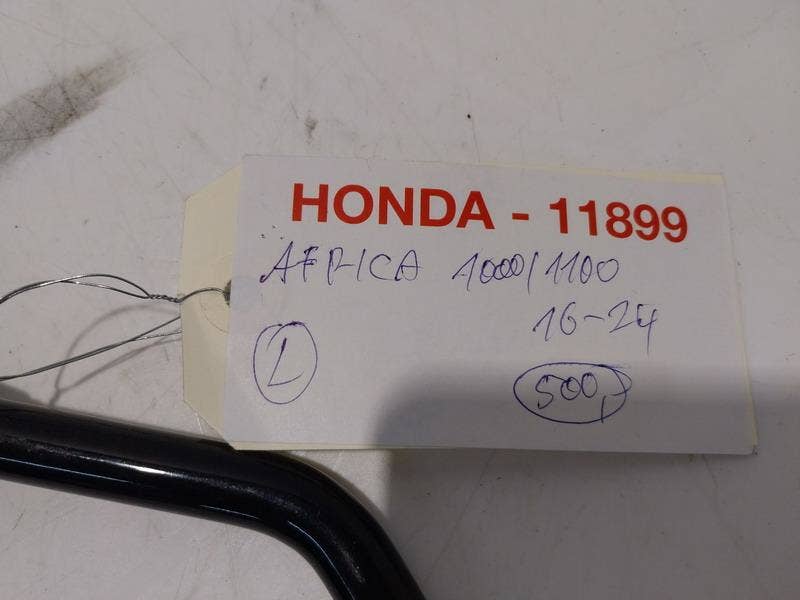 HONDA - 11899
AFRICA 1000/1100
16-24
L
500,-